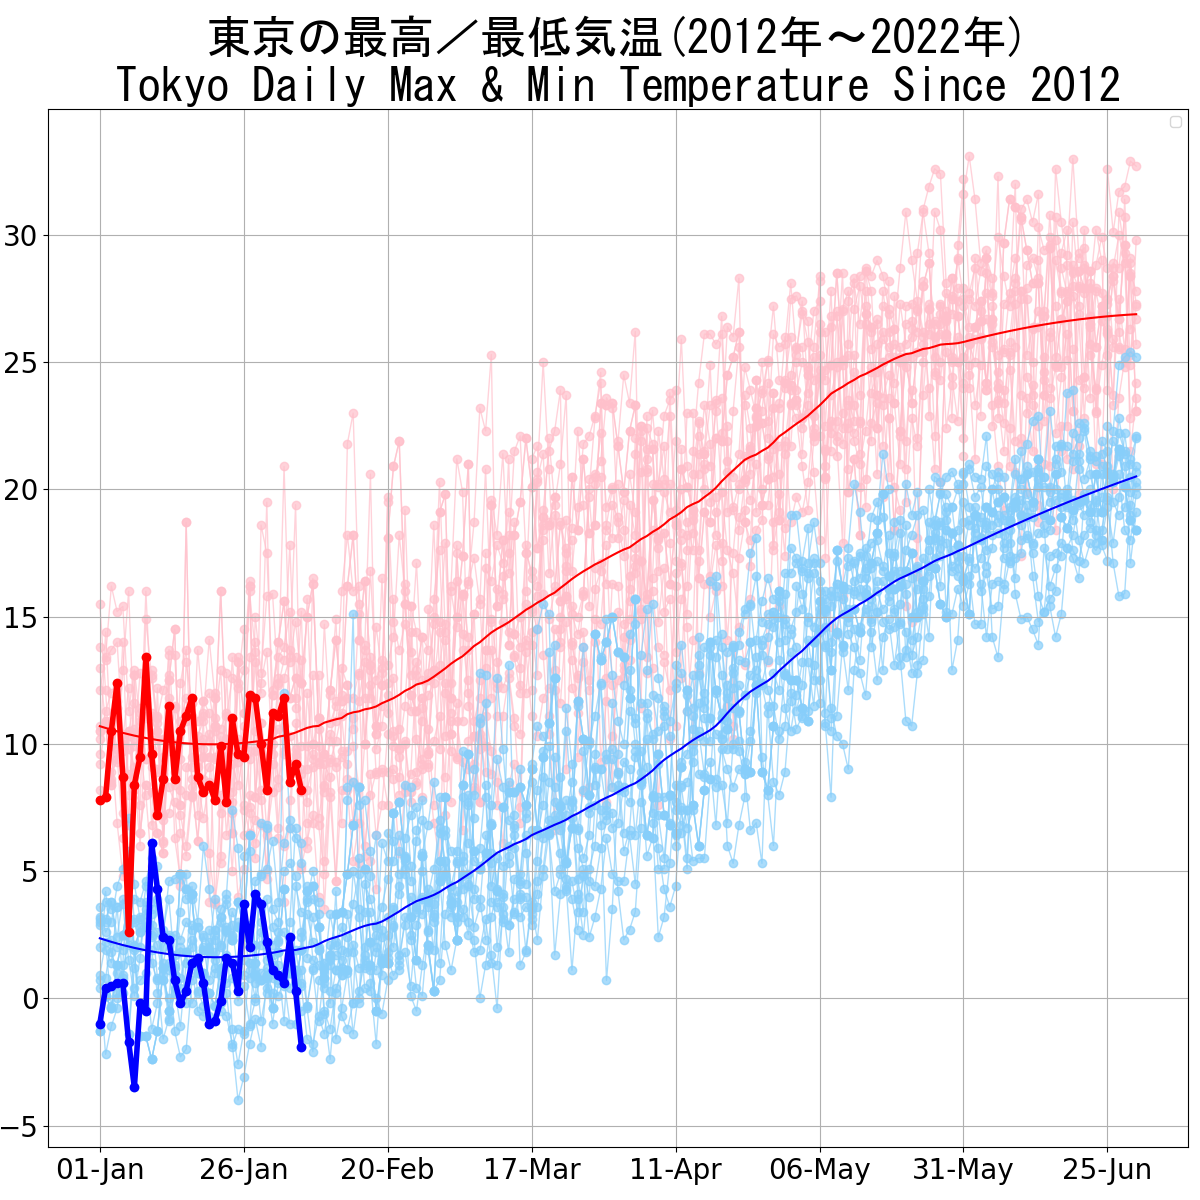 東京の最高／最低気温(2012年～2022年)
Tokyo Daily Max & Min Temperature Since 2012
30
25
20
15
10
5
0
−5
01-Jan 26-Jan 20-Feb 17-Mar 11-Apr 06-May 31-May 25-Jun